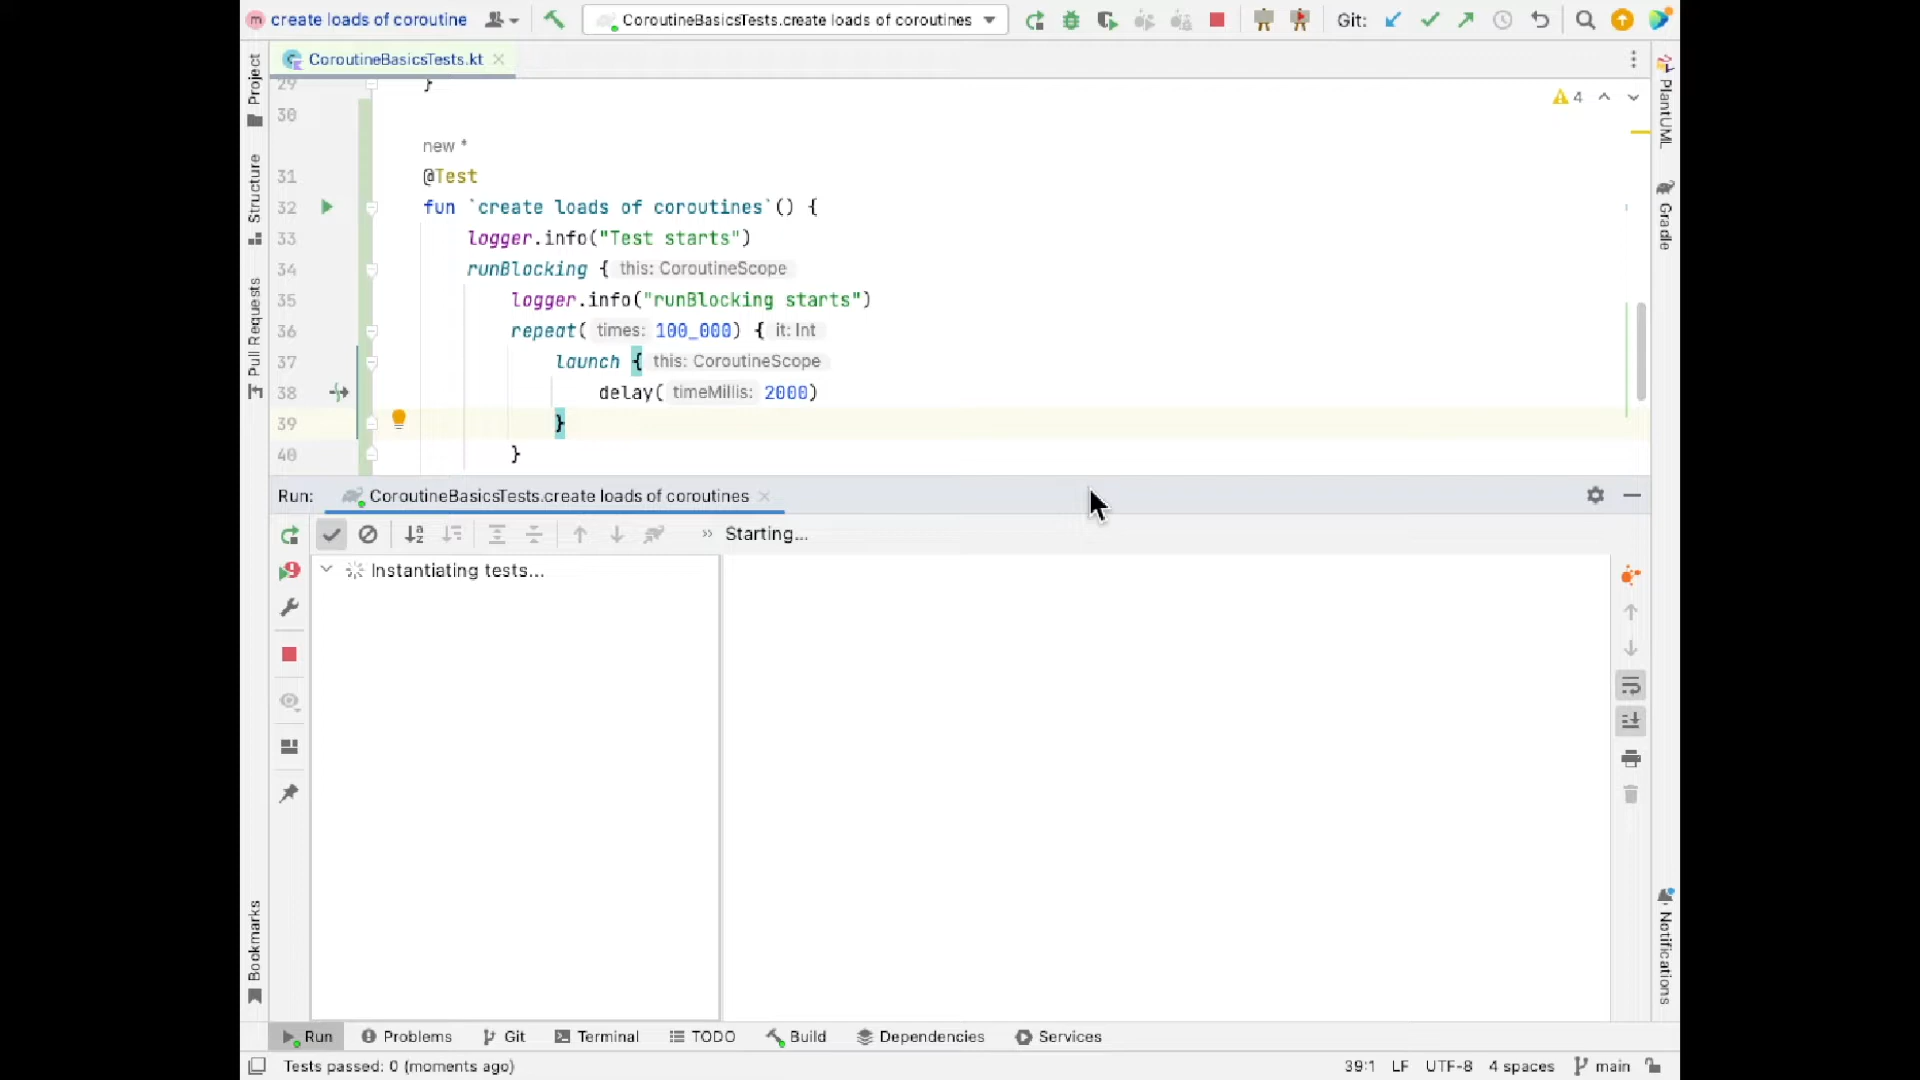 create loads of coroutine
CoroutineBasicsTests.create loads of coroutines
Git:
CoroutineBasicsTests.kt
Project
Structure
Pull Requests
Bookmarks
PlantUML
Gradle
Notifications
4
29 }
30
new *
31 @Test
32 fun `create loads of coroutines`() {
33 logger.info("Test starts")
34 runBlocking { this: CoroutineScope
35 logger.info("runBlocking starts")
36 repeat( times: 100_000) { it: Int
37 launch { this: CoroutineScope
38 delay( timeMillis: 2000)
39 }
40 }
Run: CoroutineBasicsTests.create loads of coroutines
Starting...
Instantiating tests...
Run Problems Git Terminal TODO Build Dependencies Services
Tests passed: 0 (moments ago)
39:1 LF UTF-8 4 spaces main